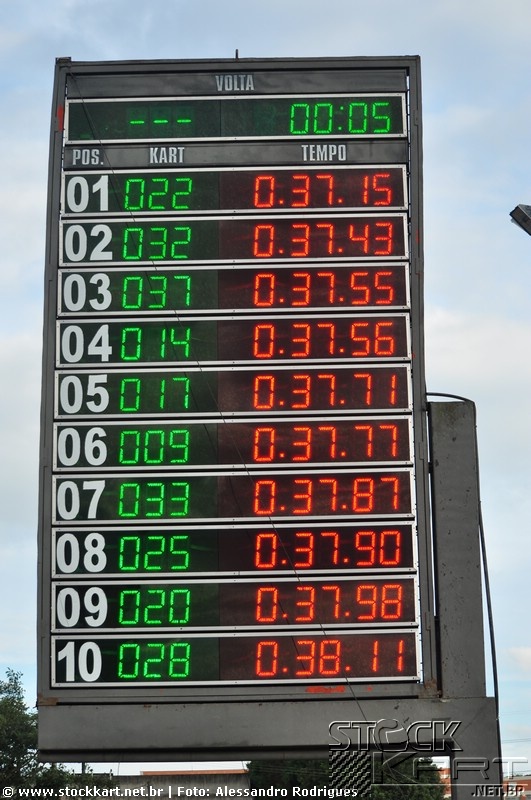 VOLTA
--- 00:05
POS. KART TEMPO
01 022 0.37.15
02 032 0.37.43
03 037 0.37.55
04 014 0.37.56
05 017 0.37.71
06 009 0.37.77
07 033 0.37.87
08 025 0.37.90
09 020 0.37.98
10 028 0.38.11
STOCK
KART
.NET.BR
www.stockkart.net.br | Foto: Alessandro Rodrigues